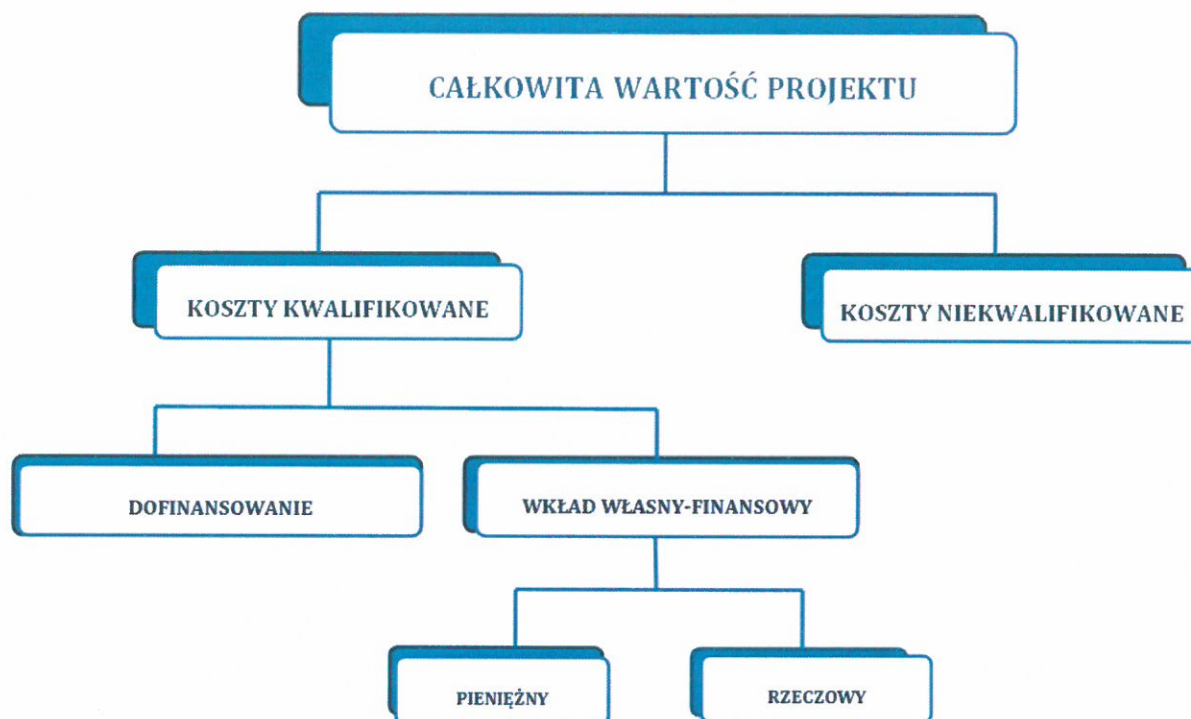 CAŁKOWITA WARTOŚĆ PROJEKTU
KOSZTY KWALIFIKOWANE
KOSZTY NIEKWALIFIKOWANE
DOFINANSOWANIE
WKŁAD WŁASNY-FINANSOWY
PIENIĘŻNY
RZECZOWY